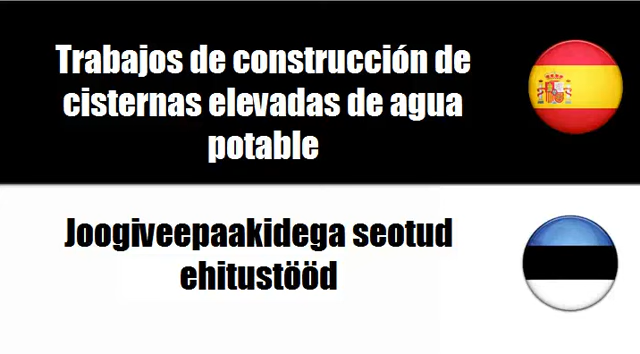 Trabajos de construcción de
cisternas elevadas de agua
potable
Joogiveepaakidega seotud
ehitustööd